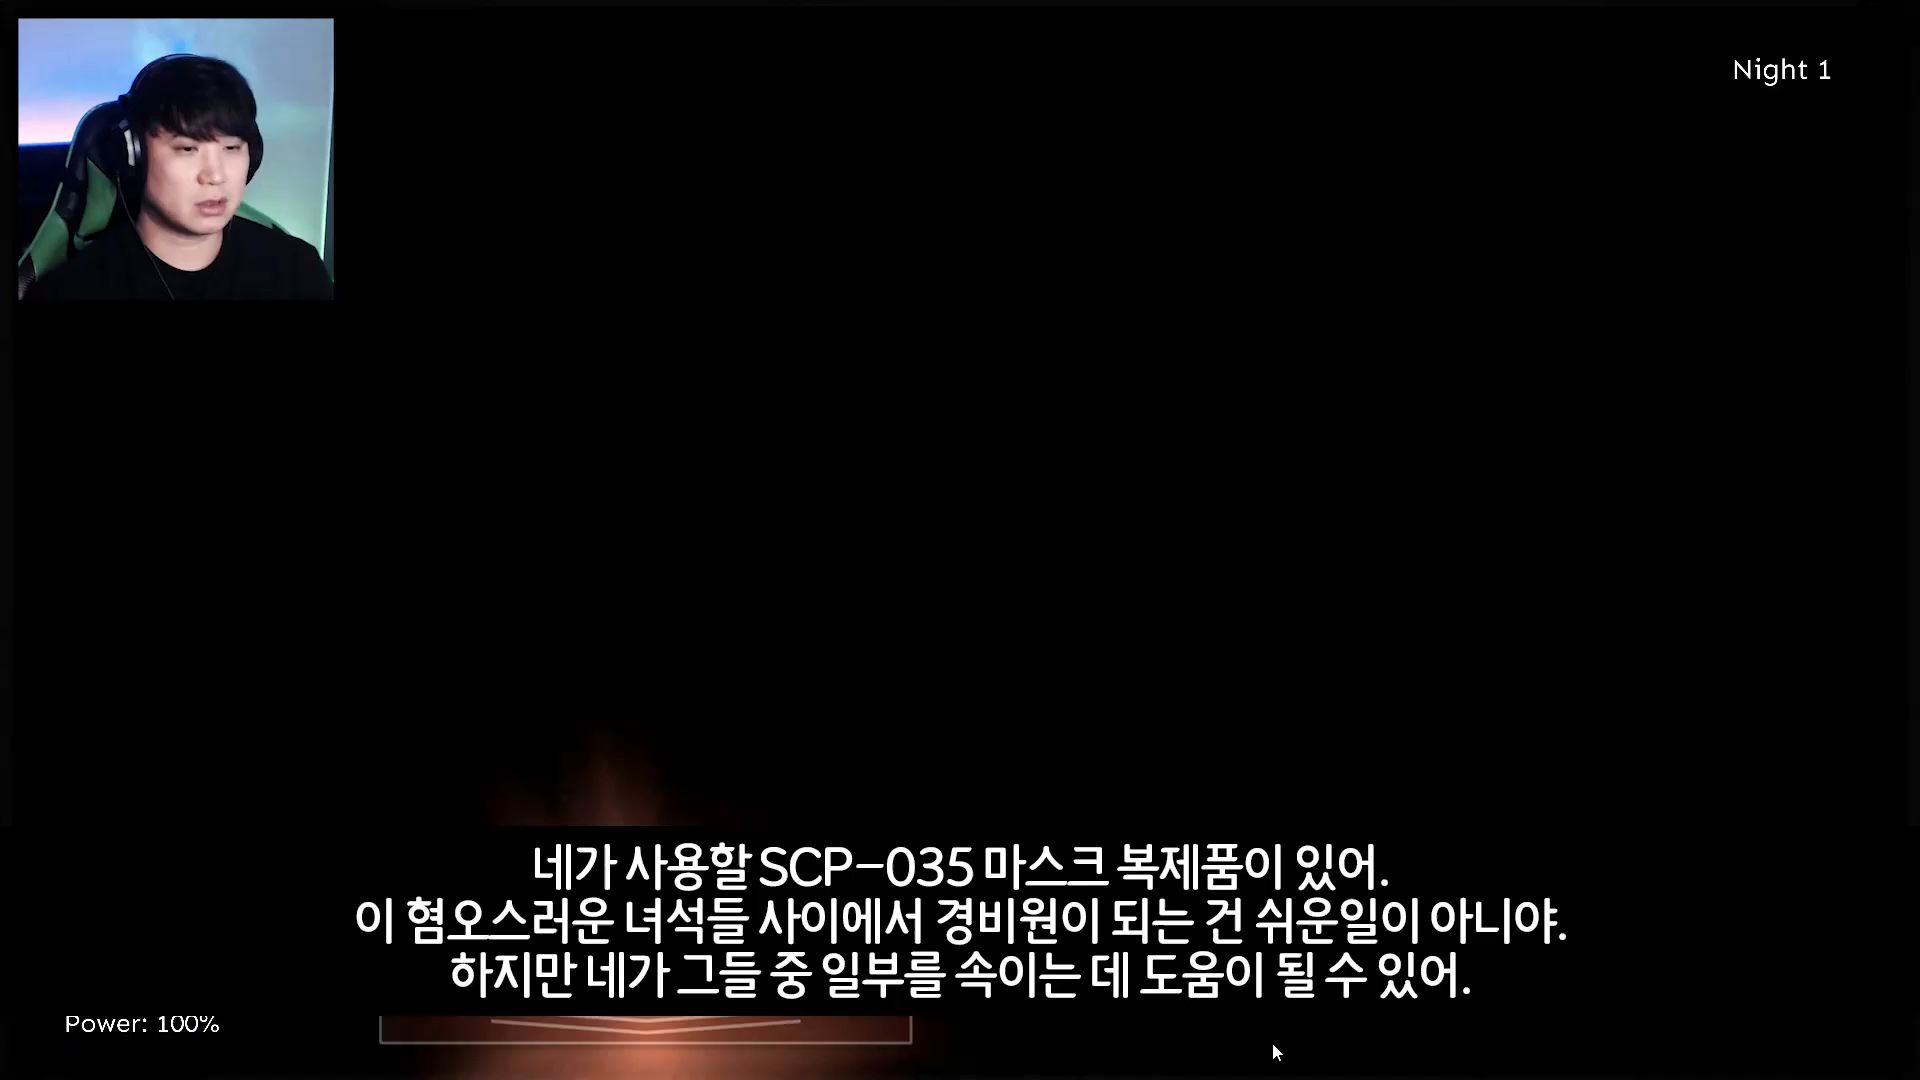 Night 1
네가 사용할 SCP-035 마스크 복제품이 있어.
이 혐오스러운 녀석들 사이에서 경비원이 되는 건 쉬운일이 아니야.
하지만 네가 그들 중 일부를 속이는 데 도움이 될 수 있어.
Power: 100%